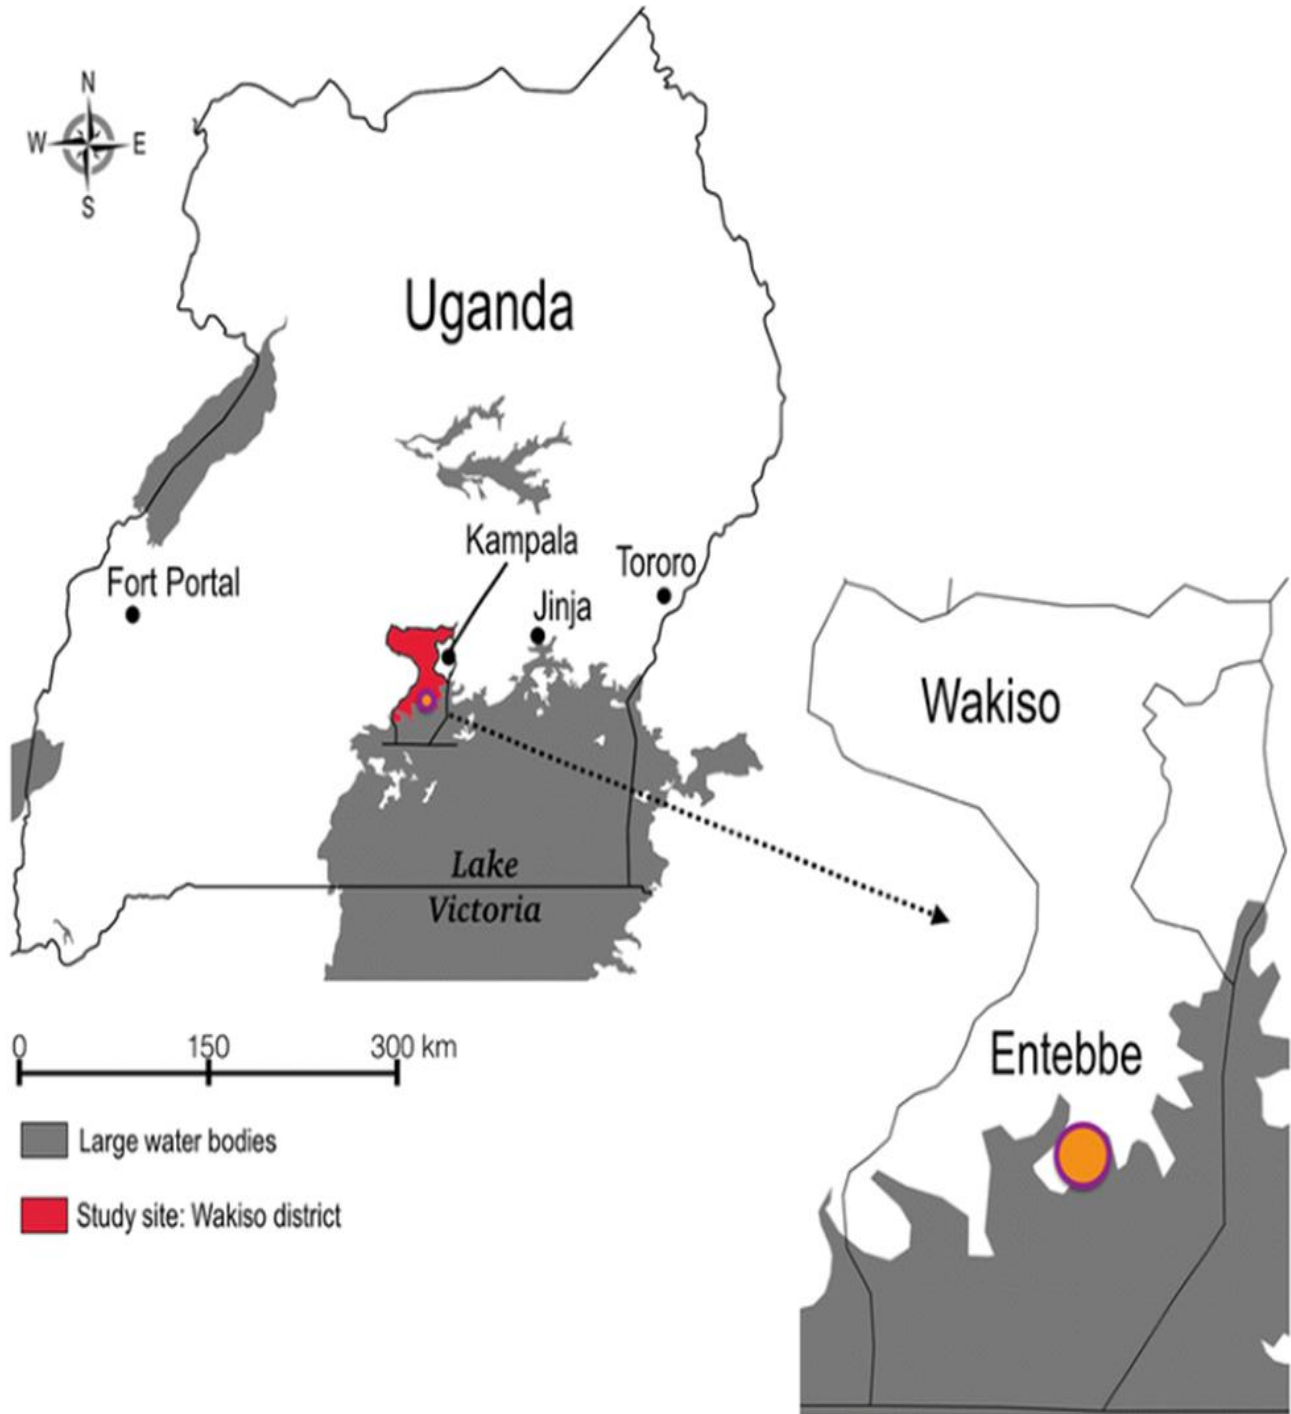 N
W E
S
Uganda
Kampala
Tororo
Fort Portal
Jinja
Wakiso
Lake
Victoria
Entebbe
0 150 300 km
Large water bodies
Study site: Wakiso district